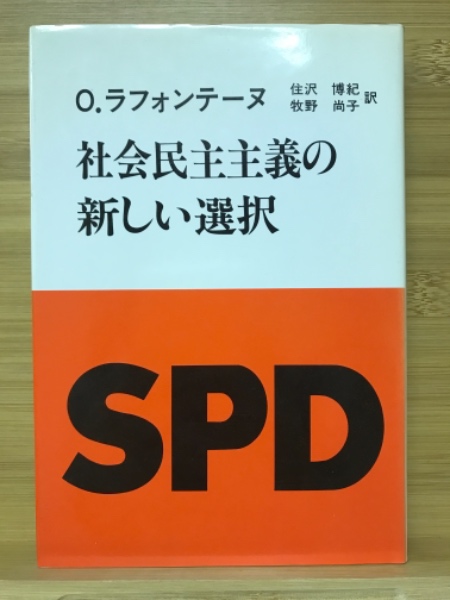 O.ラフォンテーヌ
住沢 博紀
牧野 尚子
訳
社会民主主義の
新しい選択
SPD